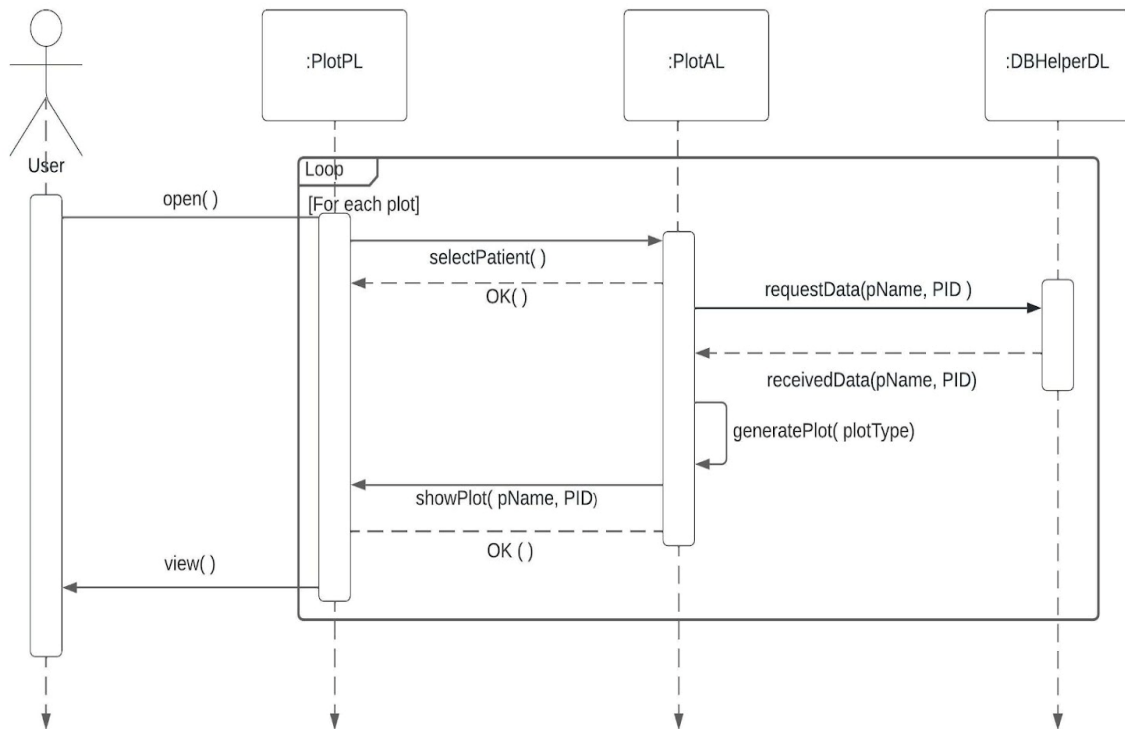 :PlotPL
:PlotAL
:DBHelperDL
User
Loop
open( )
[For each plot]
selectPatient( )
OK( )
requestData(pName, PID )
receivedData(pName, PID)
generatePlot( plotType)
showPlot( pName, PID)
OK ( )
view( )